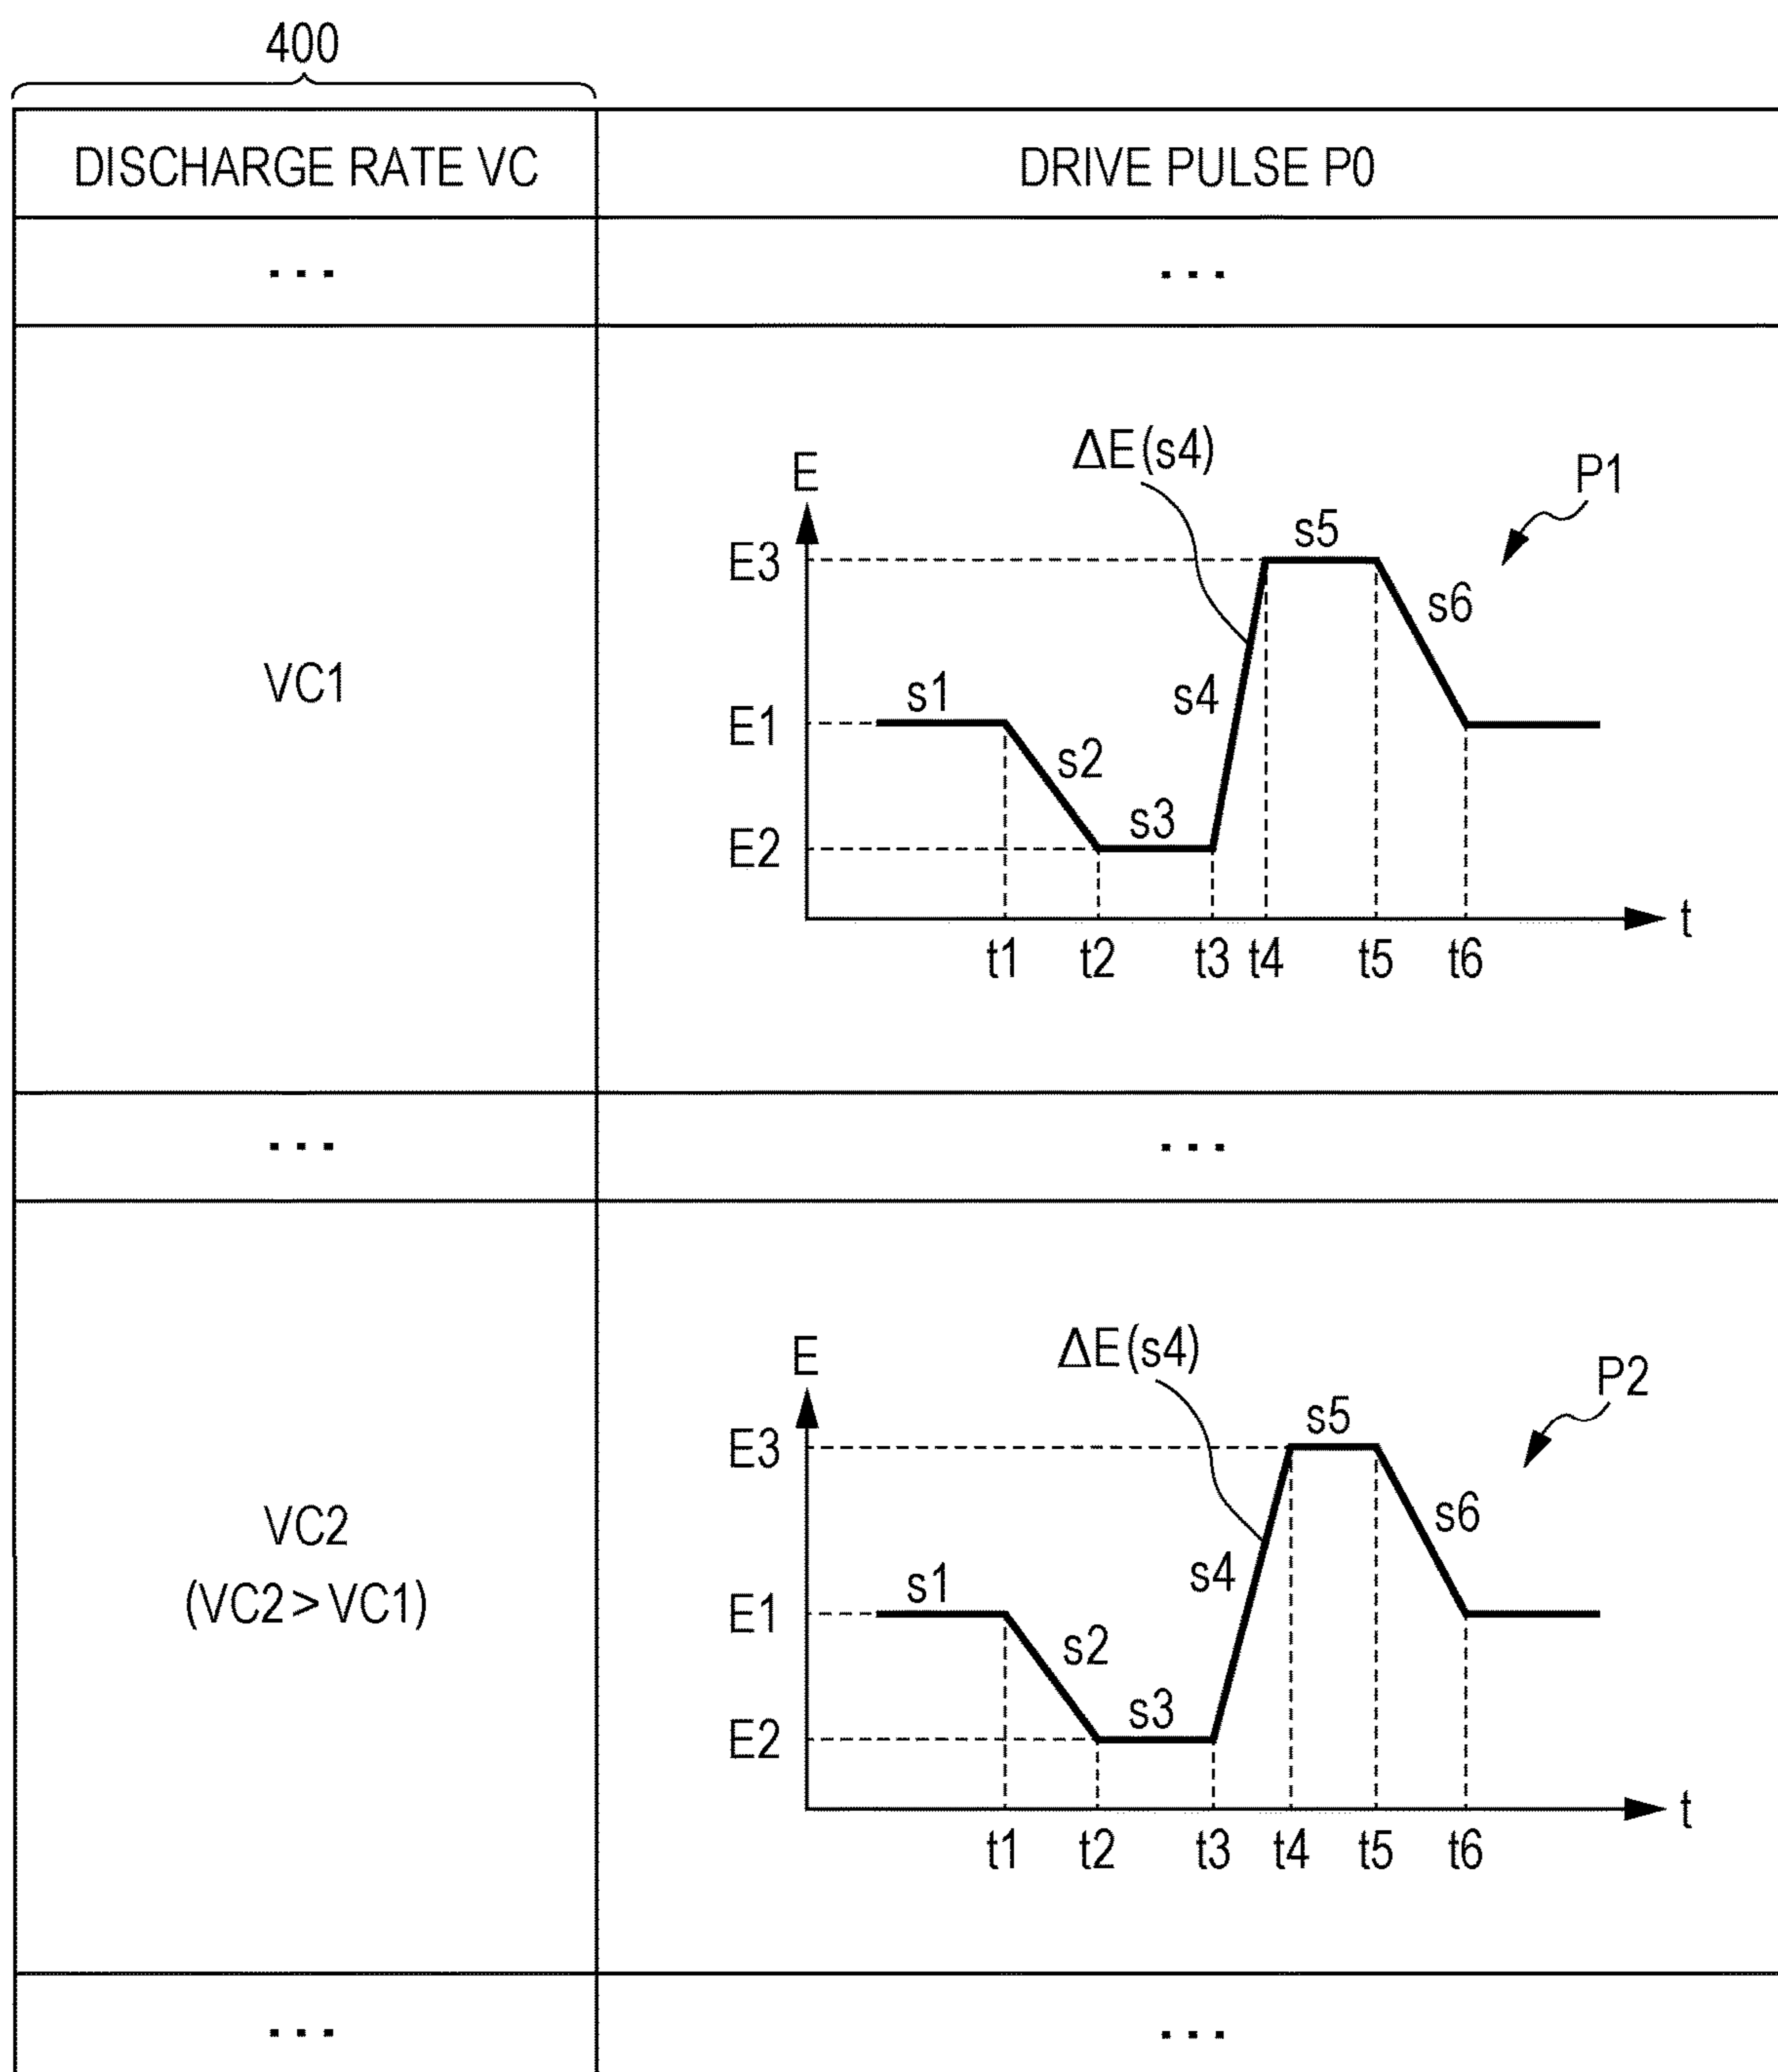 400
DISCHARGE RATE VC
DRIVE PULSE P0
...
...
VC1
ΔE(s4)
P1
E
E3
s5
s6
E1
s1
s4
s2
s3
E2
t
t1 t2 t3 t4 t5 t6
...
...
VC2
(VC2 > VC1)
ΔE(s4)
P2
E
E3
s5
s6
E1
s1
s4
s2
s3
E2
t
t1 t2 t3 t4 t5 t6
...
...